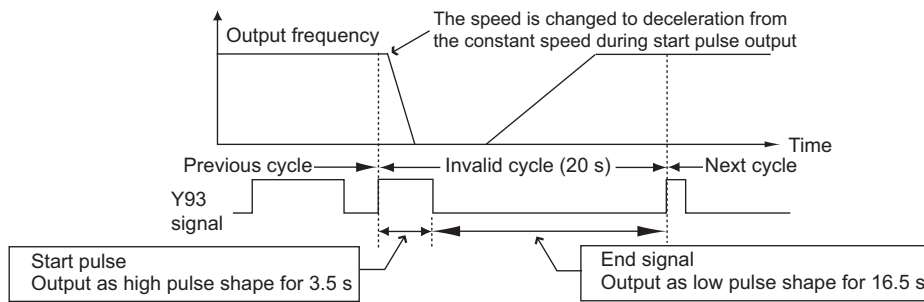 Output frequency
The speed is changed to deceleration from
the constant speed during start pulse output
Time
Previous cycle
Invalid cycle (20 s)
Next cycle
Y93
signal
Start pulse
Output as high pulse shape for 3.5 s
End signal
Output as low pulse shape for 16.5 s